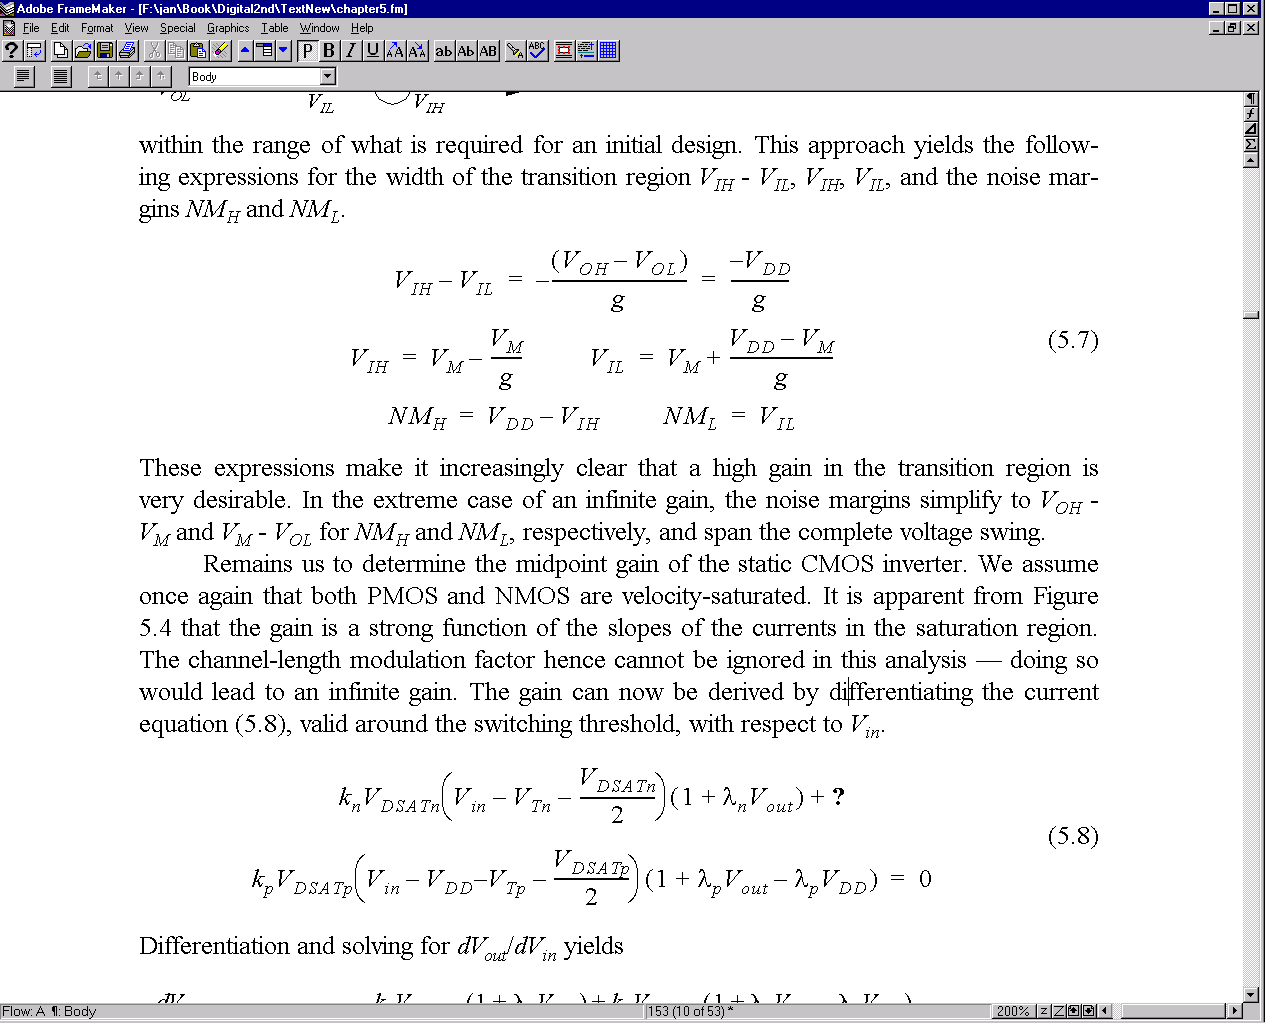 Adobe FrameMaker - [F:\jan\Book\Digital2nd\TextNew\chapter5.fm]
File Edit Format View Special Graphics Table Window Help
Body
V_OL V_IL V_IH
within the range of what is required for an initial design. This approach yields the follow-
ing expressions for the width of the transition region V_IH - V_IL, V_IH, V_IL, and the noise mar-
gins NM_H and NM_L.
V_IH – V_IL = –(V_OH – V_OL)/g = –V_DD/g
V_IH = V_M – V_M/g V_IL = V_M + (V_DD – V_M)/g
(5.7)
NM_H = V_DD – V_IH NM_L = V_IL
These expressions make it increasingly clear that a high gain in the transition region is
very desirable. In the extreme case of an infinite gain, the noise margins simplify to V_OH -
V_M and V_M - V_OL for NM_H and NM_L, respectively, and span the complete voltage swing.
Remains us to determine the midpoint gain of the static CMOS inverter. We assume
once again that both PMOS and NMOS are velocity-saturated. It is apparent from Figure
5.4 that the gain is a strong function of the slopes of the currents in the saturation region.
The channel-length modulation factor hence cannot be ignored in this analysis — doing so
would lead to an infinite gain. The gain can now be derived by differentiating the current
equation (5.8), valid around the switching threshold, with respect to V_in.
k_nV_DSATn(V_in – V_Tn – V_DSATn/2)(1 + λ_nV_out) + ?
(5.8)
k_pV_DSATp(V_in – V_DD–V_Tp – V_DSATp/2)(1 + λ_pV_out – λ_pV_DD) = 0
Differentiation and solving for dV_out/dV_in yields
Flow: A ¶: Body 153 (10 of 53) * 200%